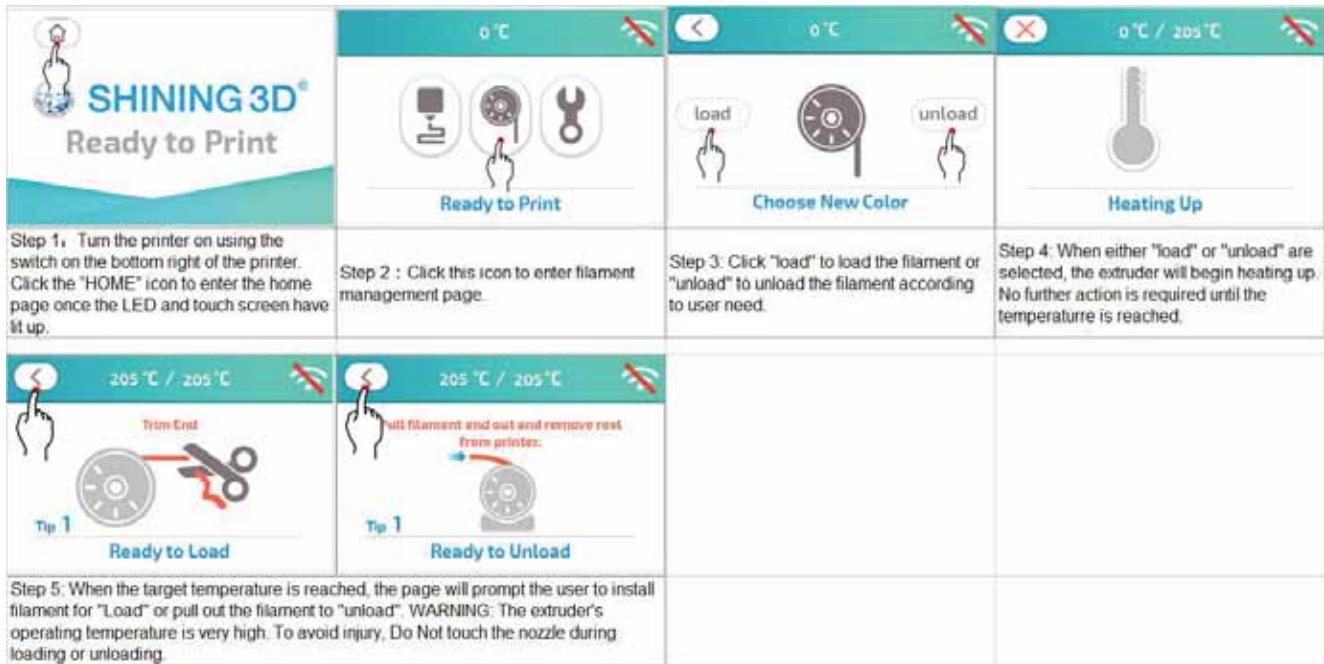 SHINING 3D®
Ready to Print
Step 1，Turn the printer on using the
switch on the bottom right of the printer.
Click the "HOME" icon to enter the home
page once the LED and touch screen have
lit up.
0 °C
Ready to Print
Step 2：Click this icon to enter filament
management page.
0 °C
load
unload
Choose New Color
Step 3: Click "load" to load the filament or
"unload" to unload the filament according
to user need.
0 °C / 205 °C
Heating Up
Step 4: When either "load" or "unload" are
selected, the extruder will begin heating up.
No further action is required until the
temperaturre is reached.
205 °C / 205 °C
Trim End
Tip 1
Ready to Load
205 °C / 205 °C
filament end out and remove reel
from printer.
Tip 1
Ready to Unload
Step 5: When the target temperature is reached, the page will prompt the user to install
filament for "Load" or pull out the filament to "unload". WARNING: The extruder's
operating temperature is very high. To avoid injury, Do Not touch the nozzle during
loading or unloading.